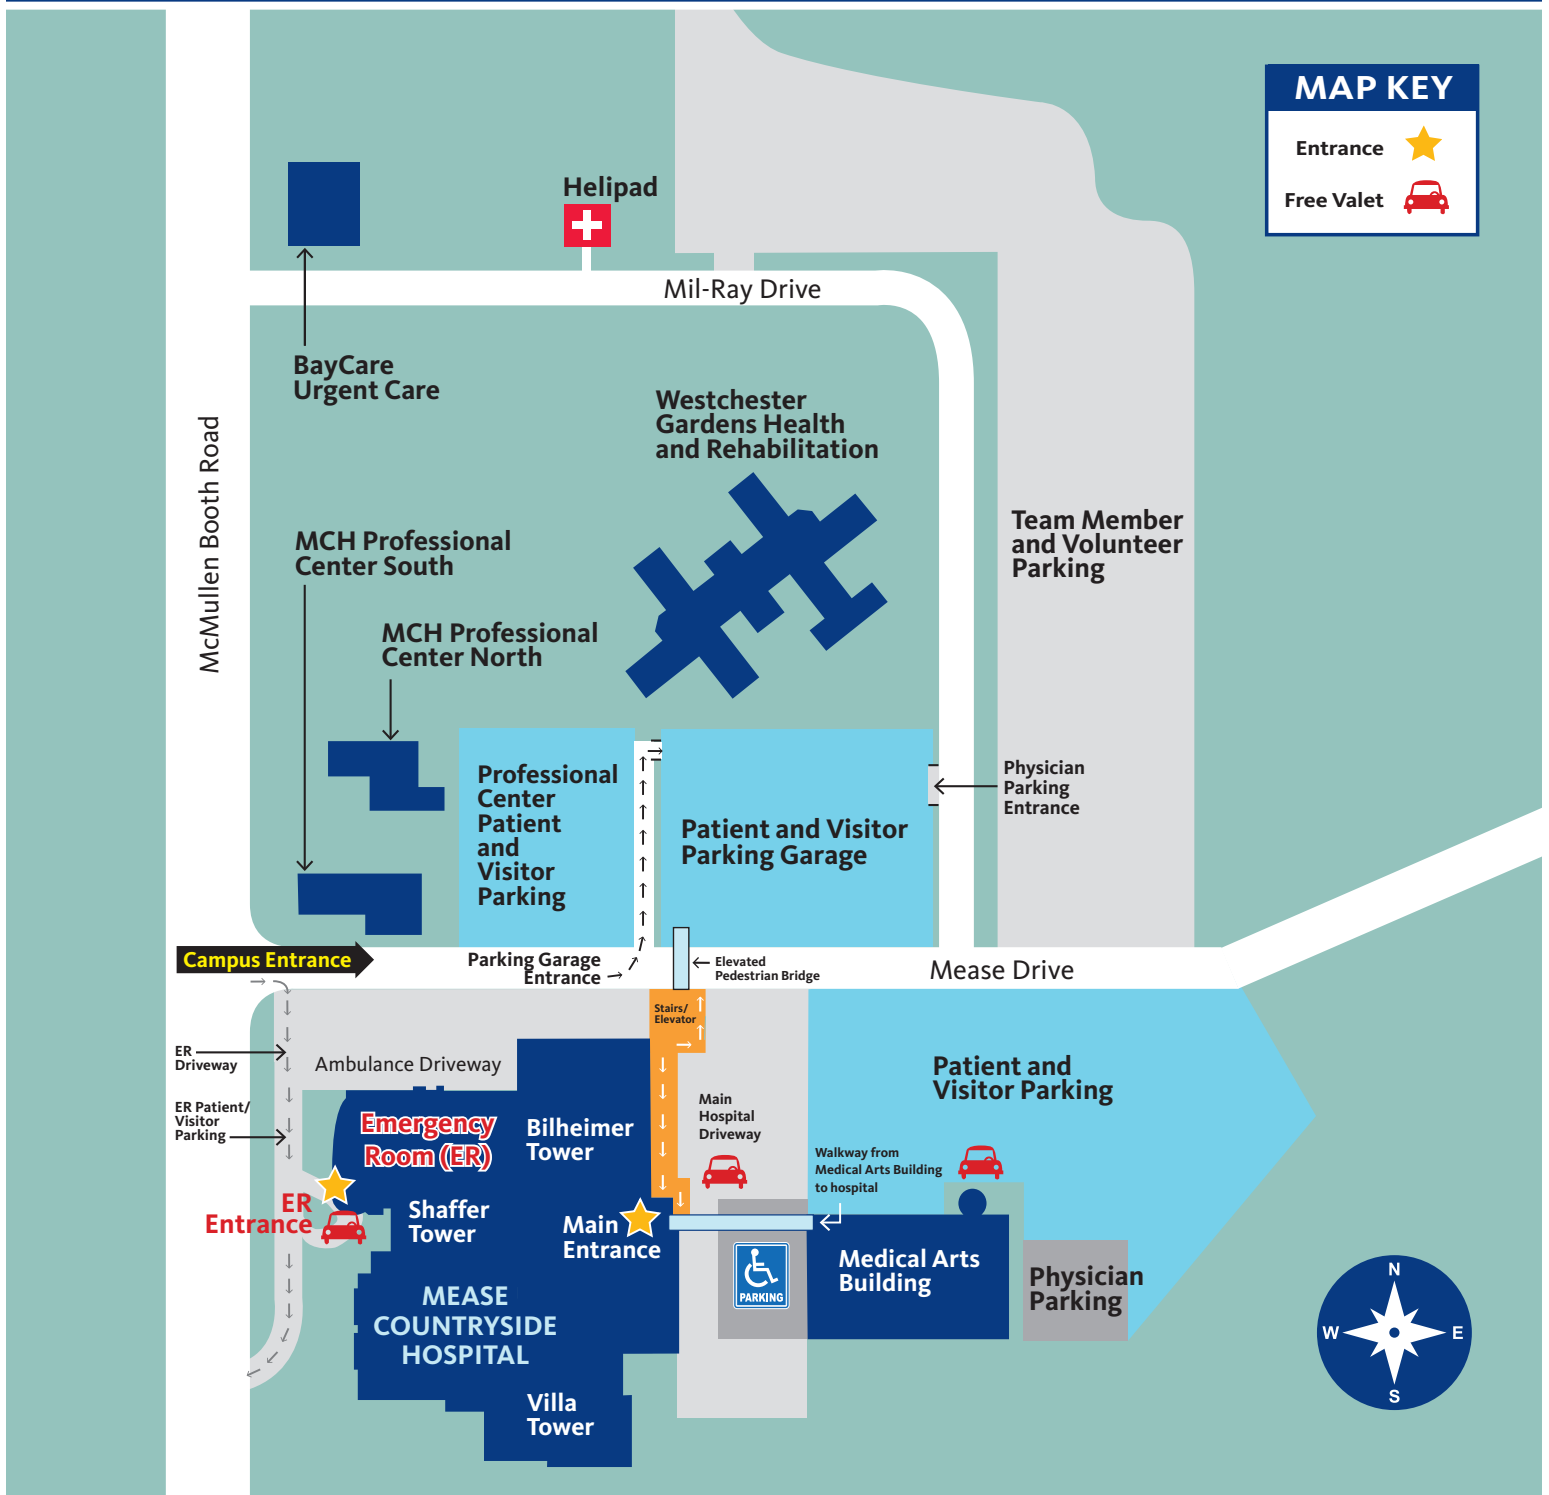 MAP KEY
Entrance
Free Valet
Helipad
Mil-Ray Drive
BayCare
Urgent Care
Westchester
Gardens Health
and Rehabilitation
McMullen Booth Road
Team Member
and Volunteer
Parking
MCH Professional
Center South
MCH Professional
Center North
Professional
Center
Patient
and
Visitor
Parking
Patient and Visitor
Parking Garage
Physician
Parking
Entrance
Campus Entrance
Parking Garage
Entrance
Elevated
Pedestrian Bridge
Mease Drive
Stairs/
Elevator
ER
Driveway
Ambulance Driveway
ER Patient/
Visitor
Parking
Emergency
Room (ER)
Bilheimer
Tower
Main
Hospital
Driveway
Patient and
Visitor Parking
Walkway from
Medical Arts Building
to hospital
ER
Entrance
Shaffer
Tower
Main
Entrance
PARKING
Medical Arts
Building
Physician
Parking
MEASE
COUNTRYSIDE
HOSPITAL
Villa
Tower
N
W
E
S